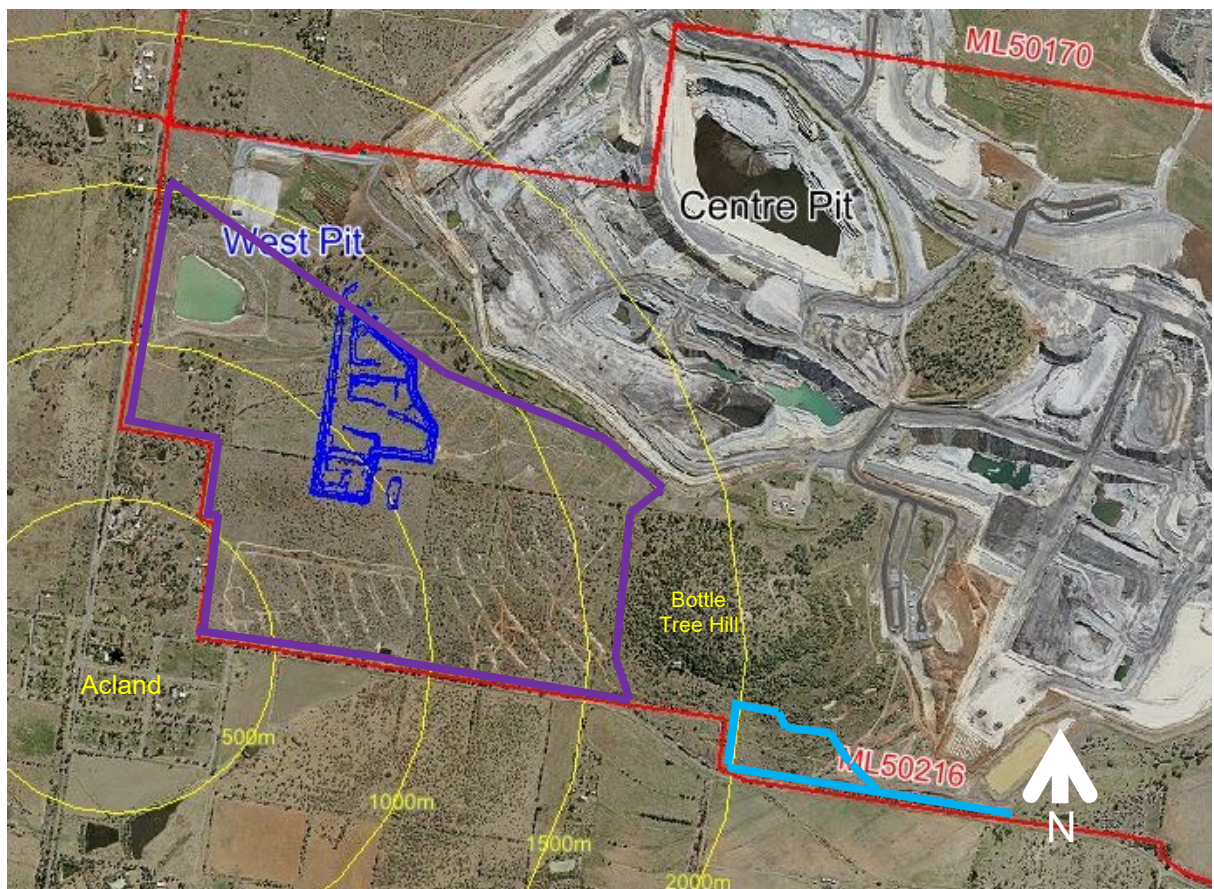 ML50170
Centre Pit
West Pit
Bottle
Tree Hill
Acland
500m
ML50216
1000m
N
1500m
2000m